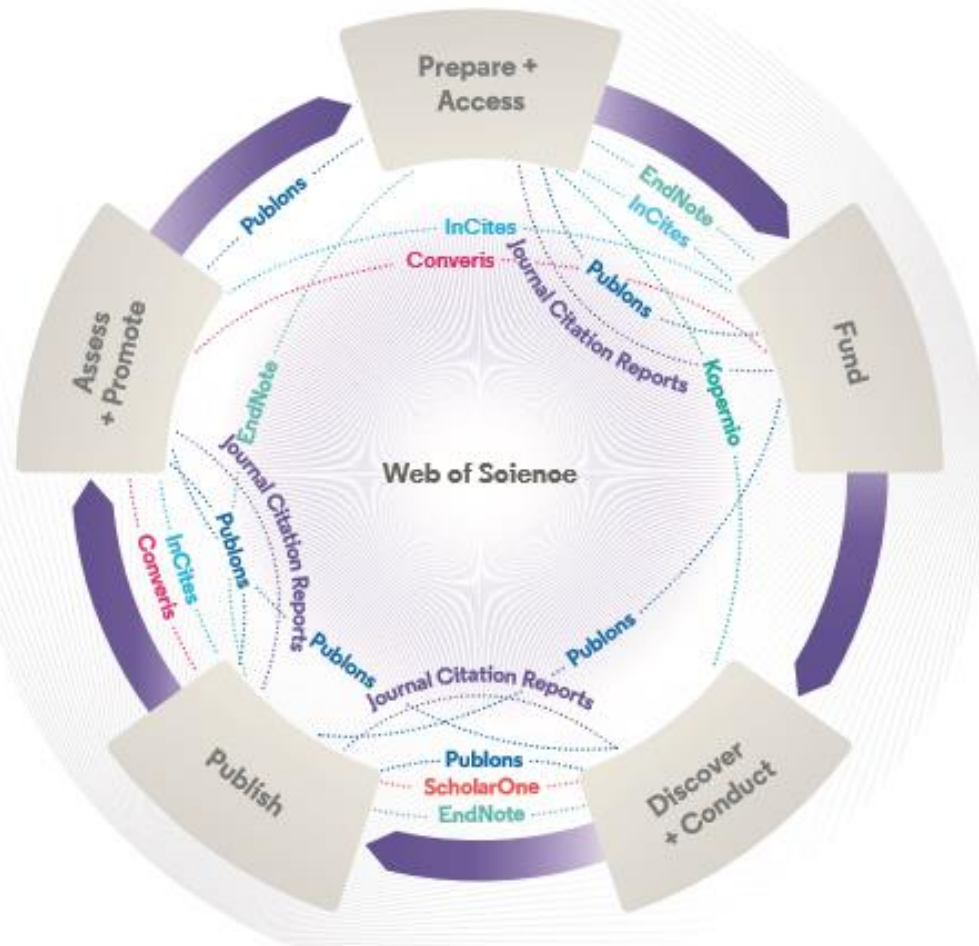 Prepare +
Access
EndNote
InCites
Publons
InCites
Converis
Journal Citation Reports
Publons
Fund
Assess
+ Promote
Kopernio
EndNote
Journal Citation Reports
Web of Soienoe
Publons
InCites
Converis
Publons
Publons
Journal Citation Reports
Publons
ScholarOne
EndNote
Publish
Discover
+ Conduct